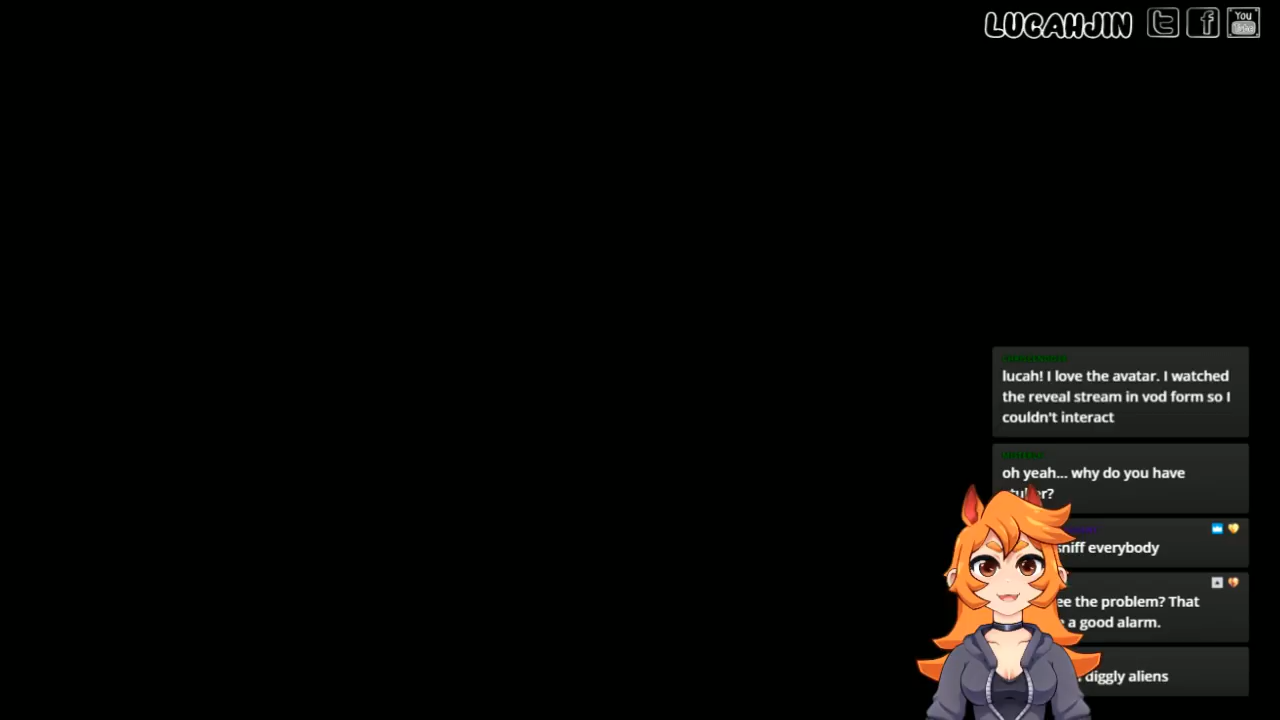 LUCAHJIN
You
lucah! I love the avatar. I watched
the reveal stream in vod form so I
couldn't interact
oh yeah... why do you have
sniff everybody
the problem? That
a good alarm.
diggly aliens